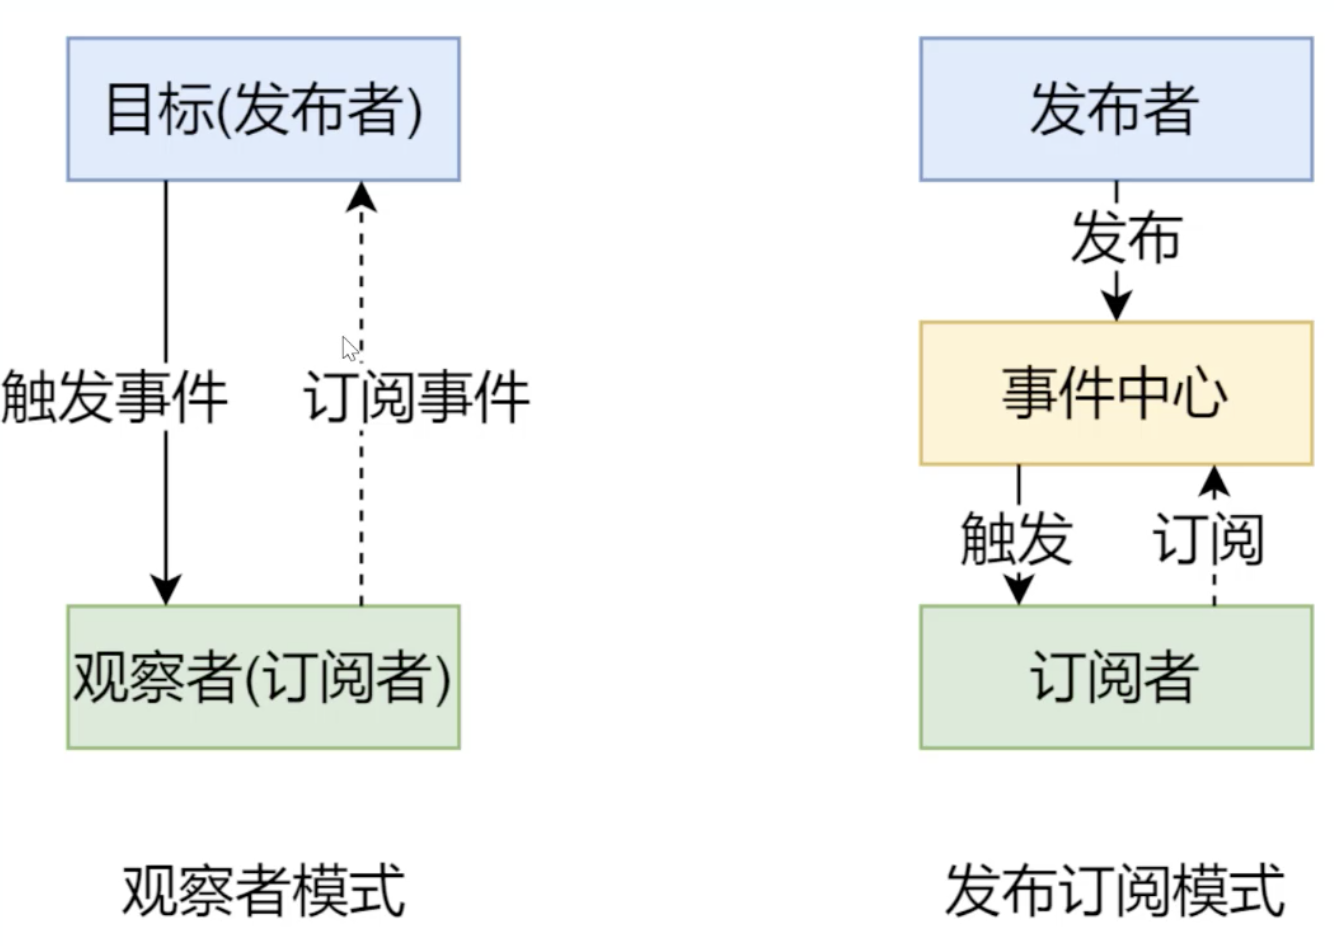 目标(发布者)
触发事件
订阅事件
观察者(订阅者)
观察者模式
发布者
发布
事件中心
触发
订阅
订阅者
发布订阅模式